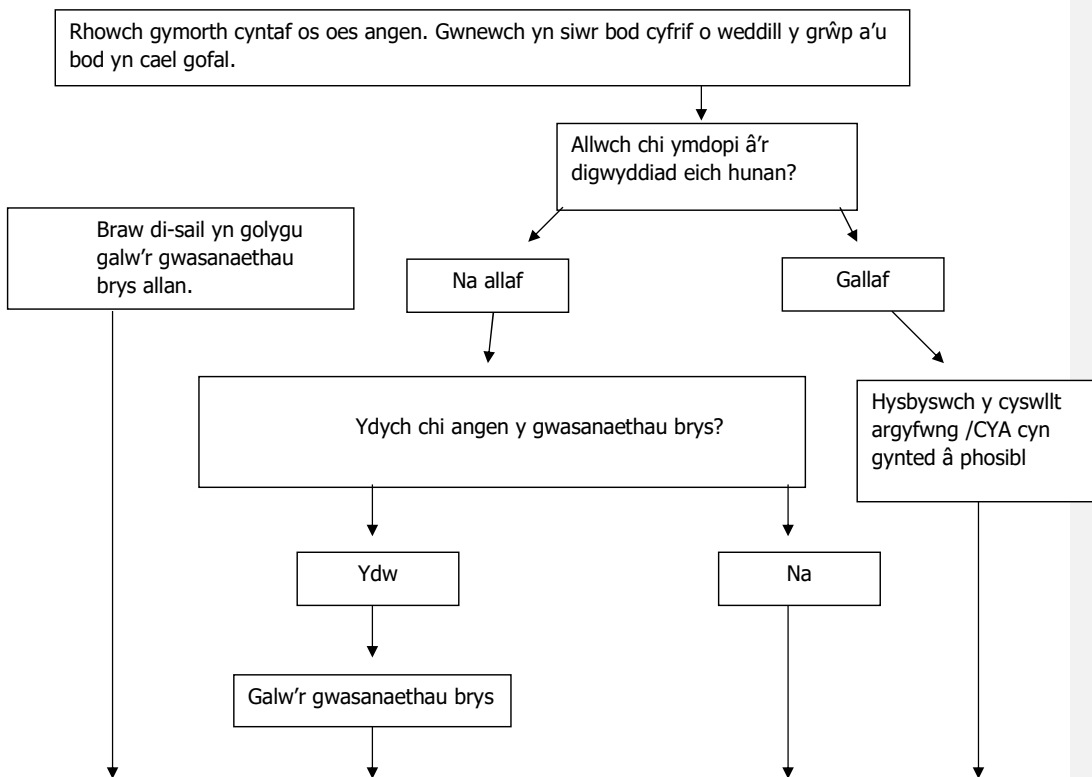 Rhowch gymorth cyntaf os oes angen. Gwnewch yn siwr bod cyfrif o weddill y grŵp a'u
bod yn cael gofal.
Allwch chi ymdopi â'r
digwyddiad eich hunan?
Braw di-sail yn golygu
galw'r gwasanaethau
brys allan.
Na allaf
Gallaf
Ydych chi angen y gwasanaethau brys?
Hysbyswch y cyswllt
argyfwng /CYA cyn
gynted â phosibl
Ydw
Na
Galw'r gwasanaethau brys